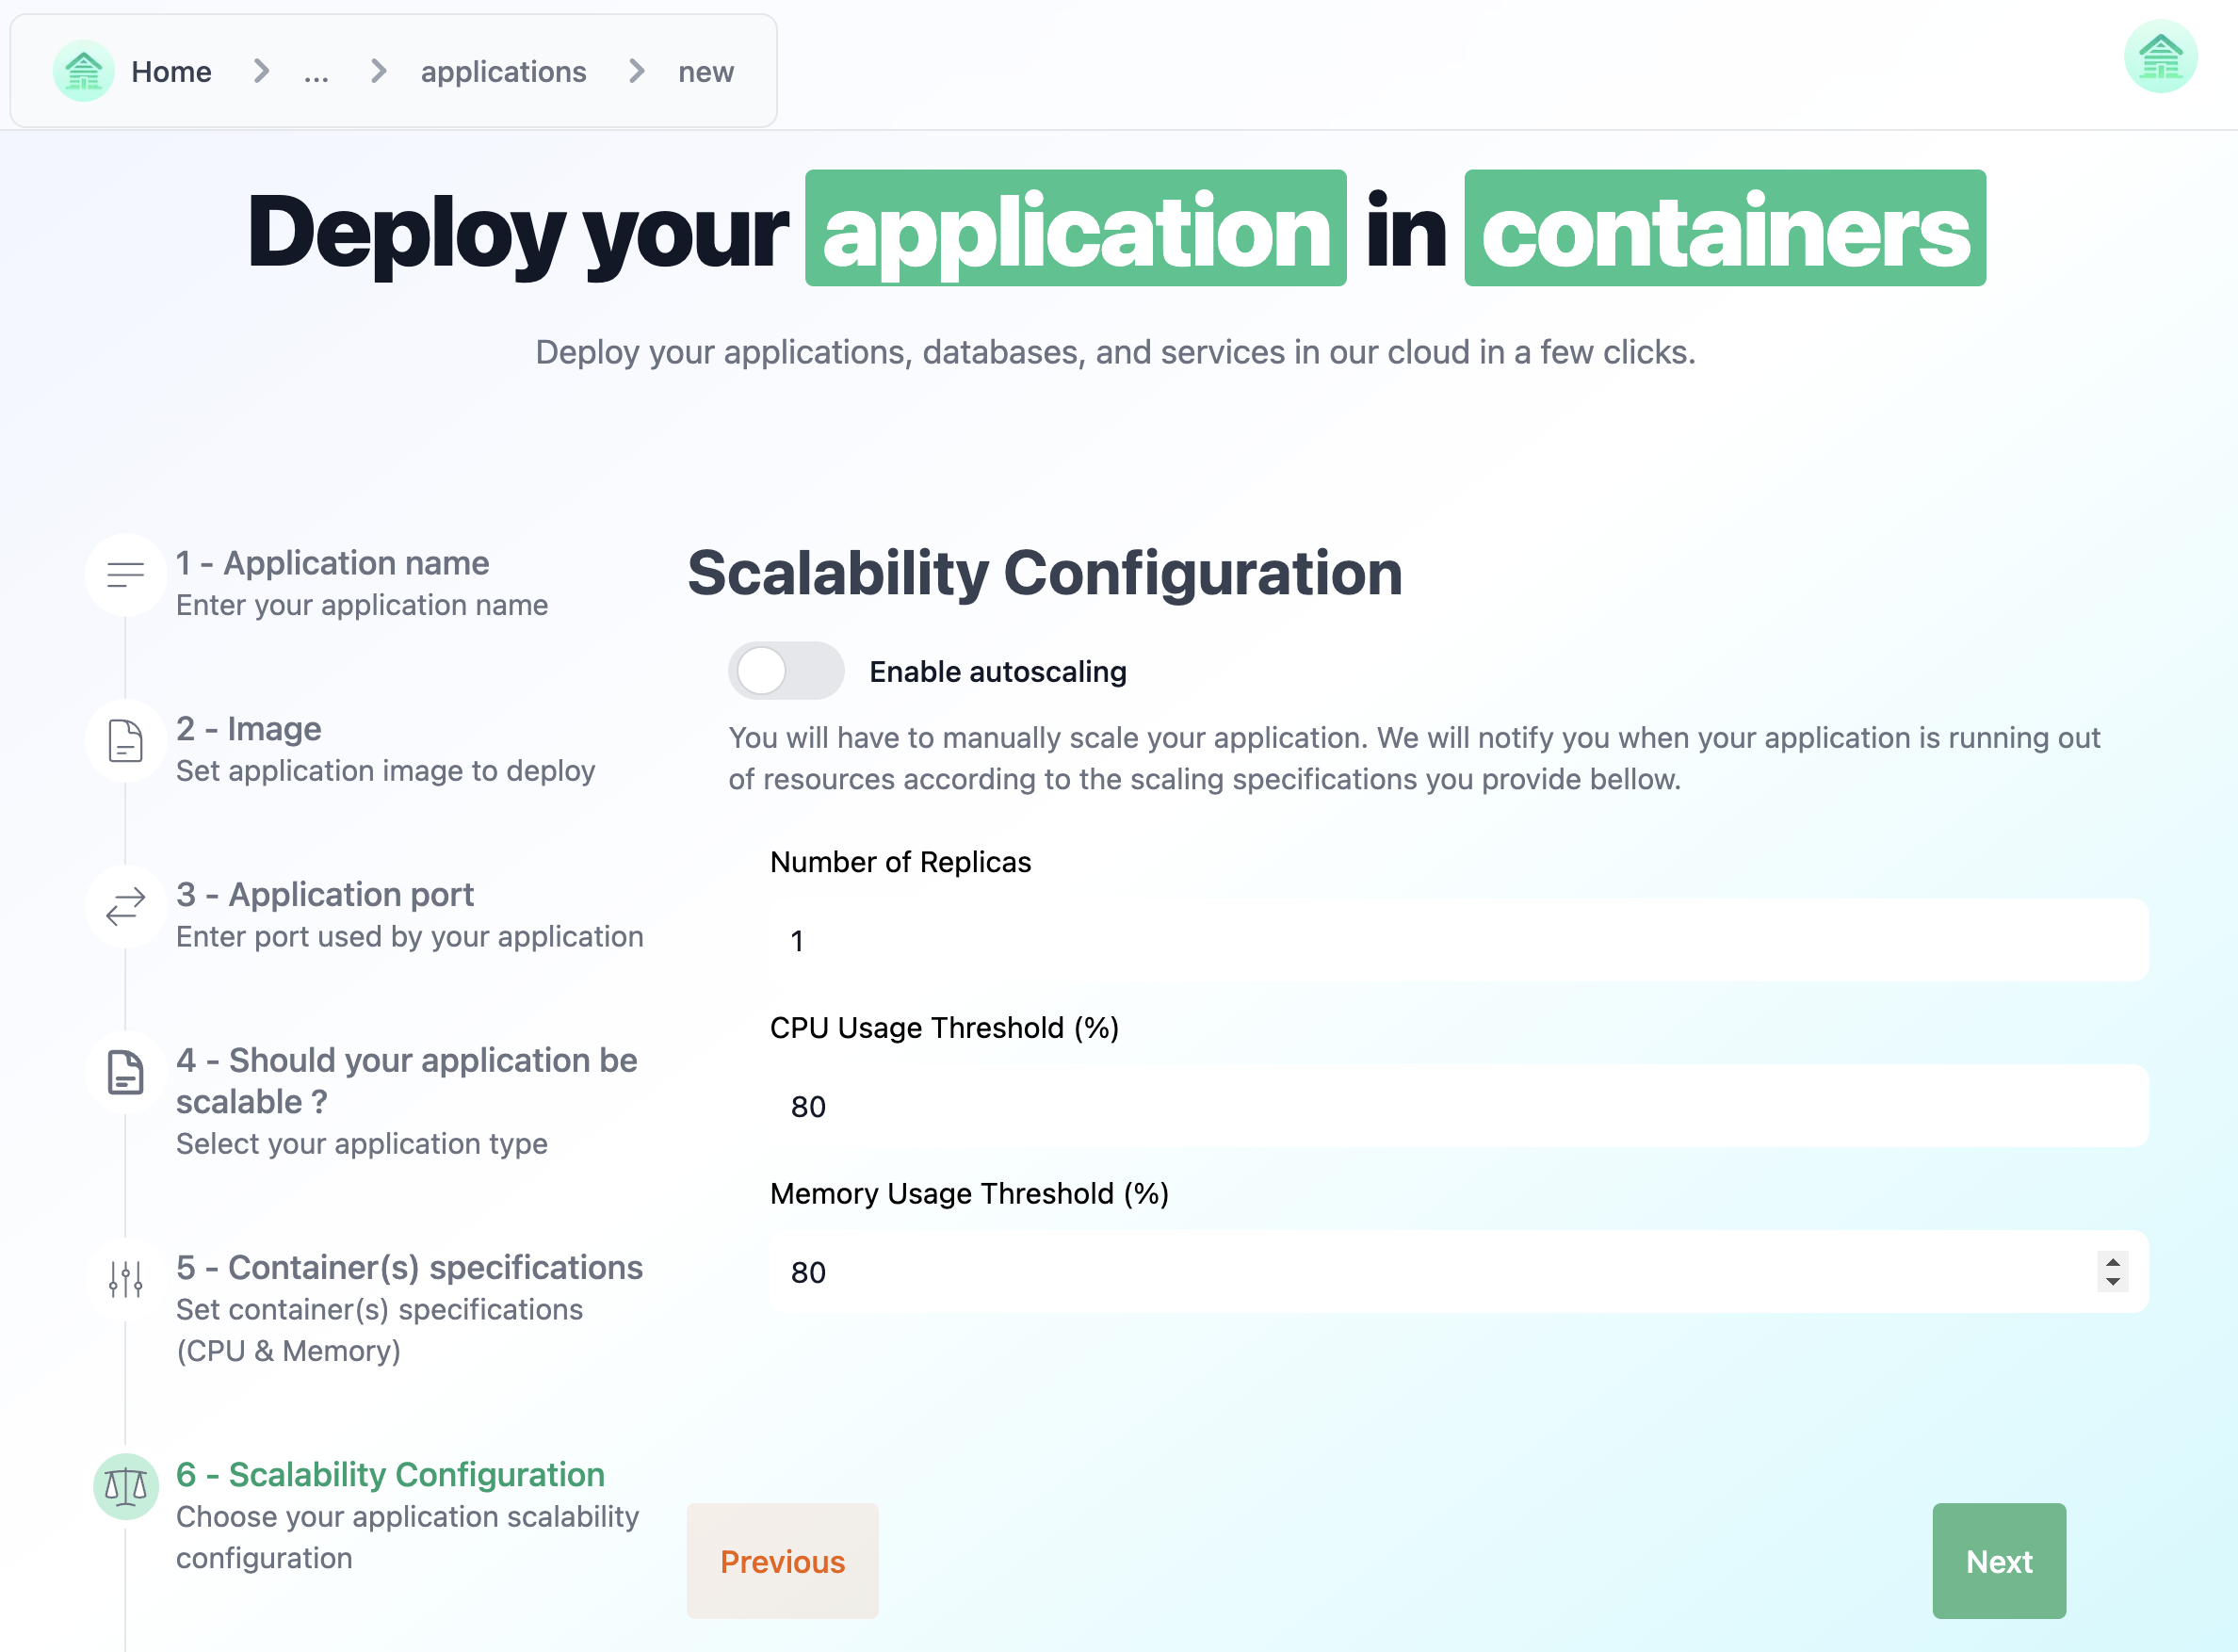 Home > ... > applications > new
Deploy your application in containers
Deploy your applications, databases, and services in our cloud in a few clicks.
1 - Application name
Enter your application name
2 - Image
Set application image to deploy
3 - Application port
Enter port used by your application
4 - Should your application be
scalable ?
Select your application type
5 - Container(s) specifications
Set container(s) specifications
(CPU & Memory)
6 - Scalability Configuration
Choose your application scalability
configuration
Scalability Configuration
Enable autoscaling
You will have to manually scale your application. We will notify you when your application is running out
of resources according to the scaling specifications you provide bellow.
Number of Replicas
1
CPU Usage Threshold (%)
80
Memory Usage Threshold (%)
80
Previous
Next